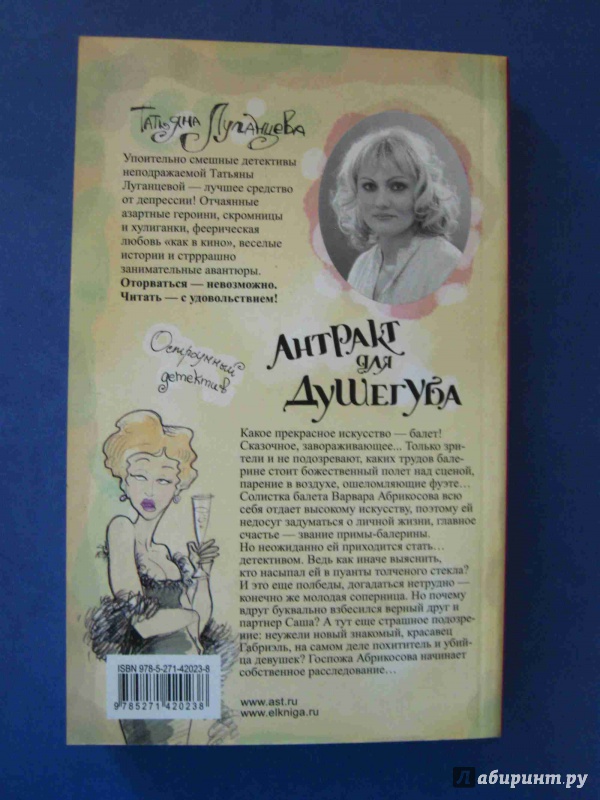 Татьяна Луганцева
Упоительно смешные детективы
неподражаемой Татьяны
Луганцевой — лучшее средство
от депрессии! Отчаянные
азартные героини, скромницы
и хулиганки, феерическая
любовь «как в кино», веселые
истории и стрррашно
занимательные авантюры.
Оторваться — невозможно.
Читать — с удовольствием!
Остроумный
детектив
Антракт
для
Душегуба
Какое прекрасное искусство — балет!
Сказочное, завораживающее... Только зри-
тели и не подозревают, каких трудов бале-
рине стоит божественный полет над сценой,
парение в воздухе, ошеломляющие фуэте…
Солистка балета Варвара Абрикосова всю
себя отдает высокому искусству, поэтому ей
недосуг задуматься о личной жизни, главное
счастье — звание примы-балерины.
Но неожиданно ей приходится стать…
детективом. Ведь как иначе выяснить,
кто насыпал ей в пуанты толченого стекла?
И это еще полбеды, догадаться нетрудно —
конечно же молодая соперница. Но почему
вдруг буквально взбесился верный друг и
партнер Саша? А тут еще страшное подозре-
ние: неужели новый знакомый, красавец
Габриэль, на самом деле похититель и убий-
ца девушек? Госпожа Абрикосова начинает
собственное расследование…
ISBN 978-5-271-42023-8
9 785271 420238
www.ast.ru
www.elkniga.ru
Лабиринт.ру